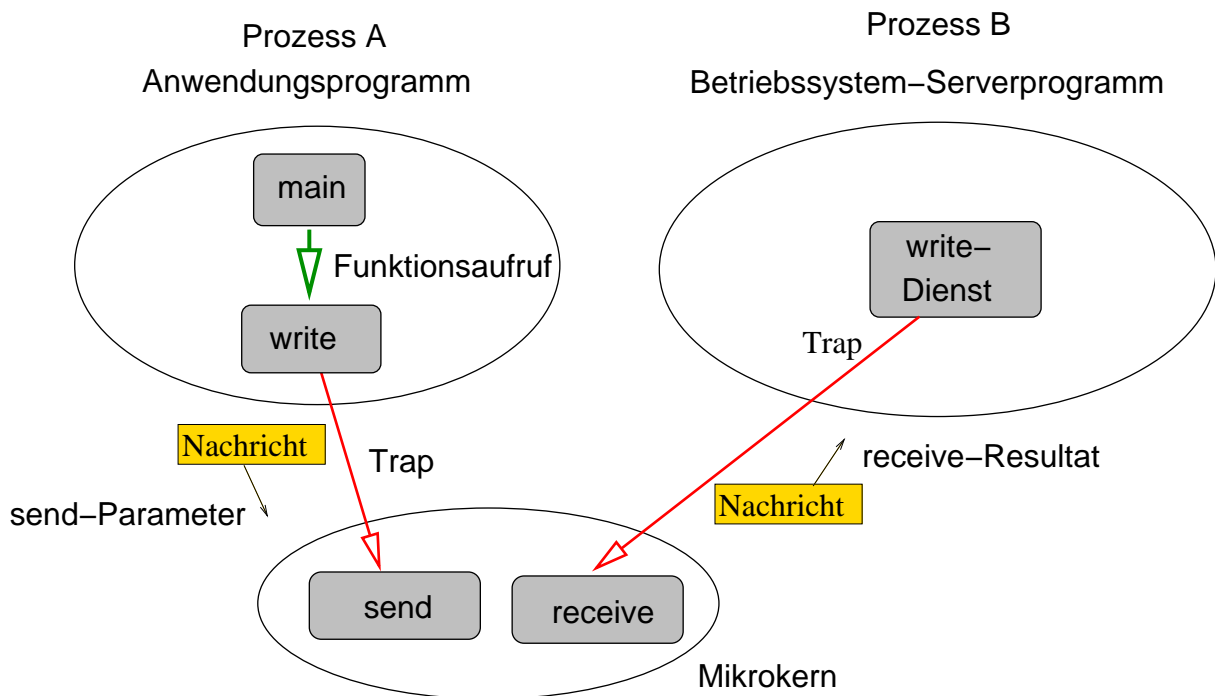 Prozess A
Anwendungsprogramm
Prozess B
Betriebssystem−Serverprogramm
main
Funktionsaufruf
write
write−
Dienst
Trap
Nachricht
Trap
send−Parameter
receive−Resultat
Nachricht
send
receive
Mikrokern